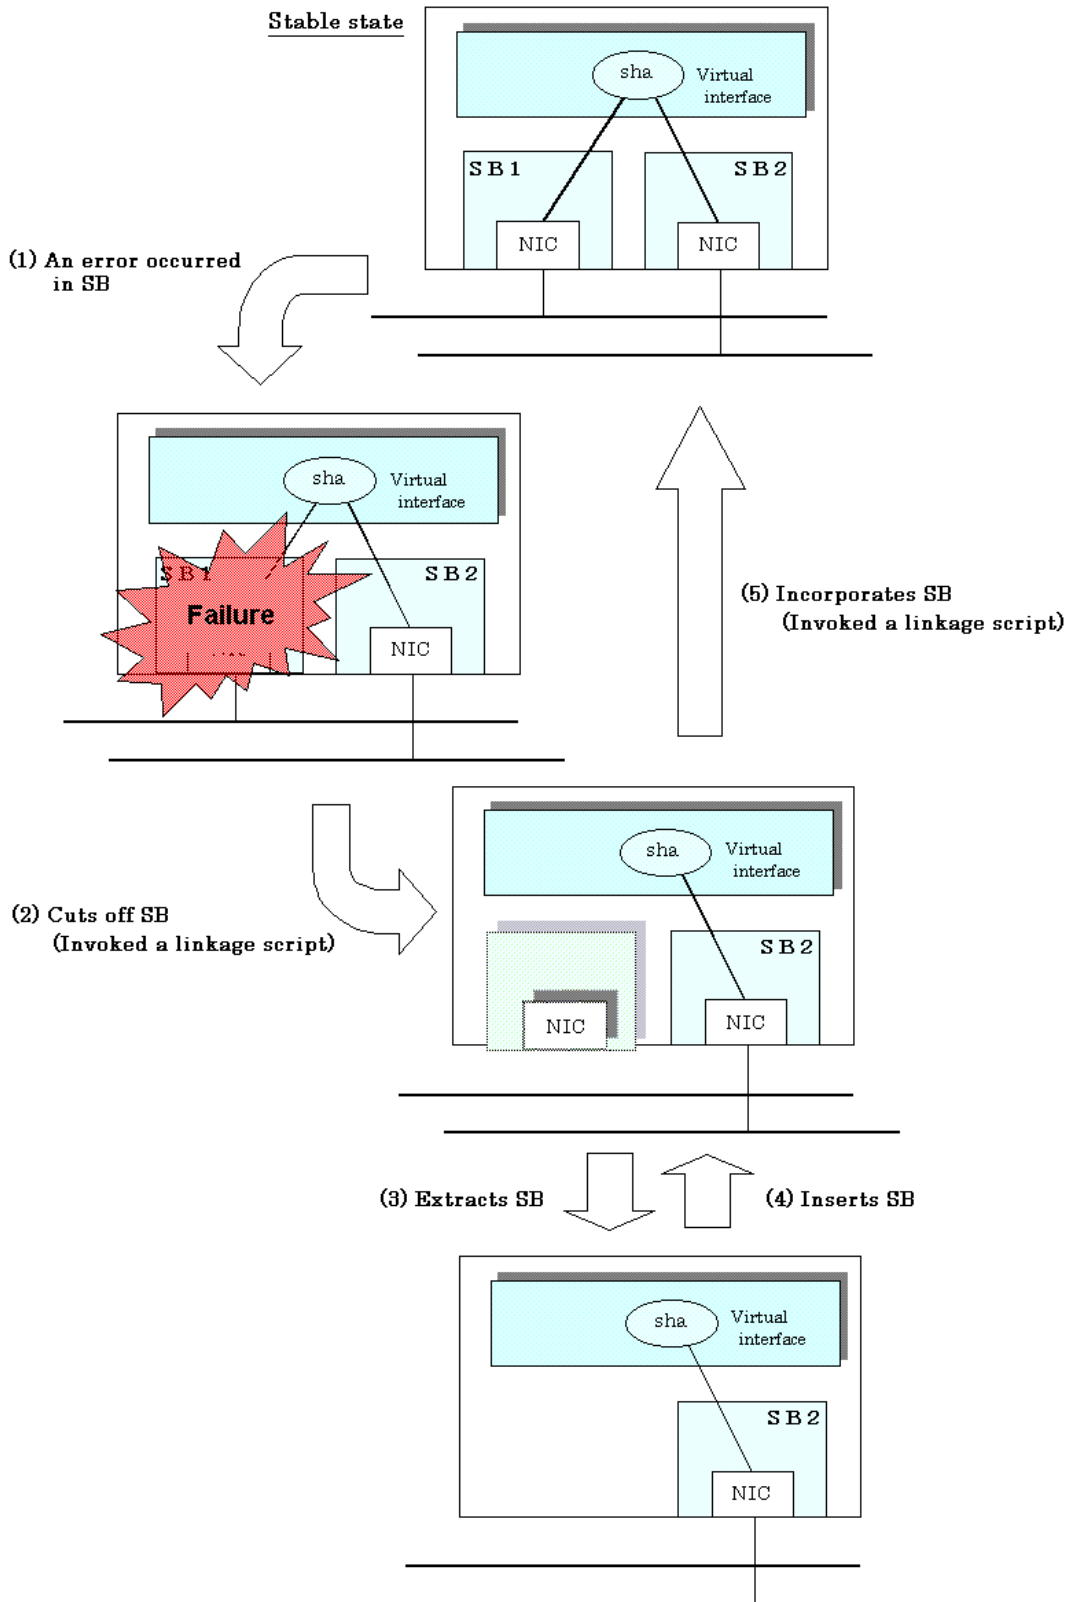 Stable state
sha
Virtual
interface
SB1
SB2
NIC
NIC
(1) An error occurred
in SB
sha
Virtual
interface
SB1
SB2
Failure
NIC
(5) Incorporates SB
(Invoked a linkage script)
sha
Virtual
interface
(2) Cuts off SB
(Invoked a linkage script)
SB2
NIC
NIC
(3) Extracts SB
(4) Inserts SB
sha
Virtual
interface
SB2
NIC